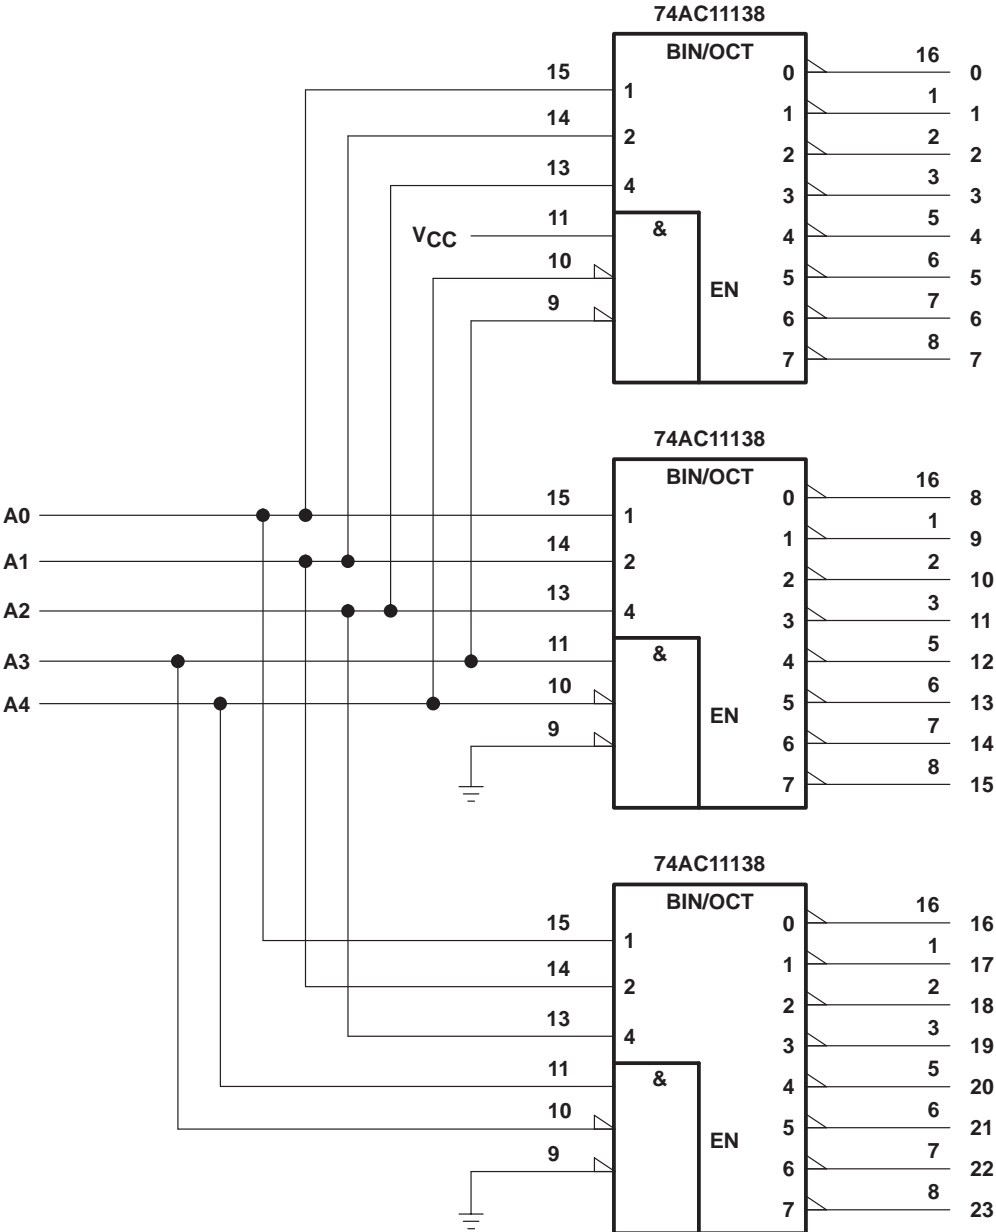 74AC11138
BIN/OCT
15 1 0 16 0
14 2 1 1 1
13 4 2 2 2
3 3 3
VCC 11 & 4 5 4
10 EN 5 6 5
9 6 7 6
7 8 7
74AC11138
BIN/OCT
A0 15 1 0 16 8
A1 14 2 1 1 9
A2 13 4 2 2 10
3 3 11
A3 11 & 4 5 12
A4 10 EN 5 6 13
9 6 7 14
7 8 15
74AC11138
BIN/OCT
15 1 0 16 16
14 2 1 1 17
13 4 2 2 18
3 3 19
11 & 4 5 20
10 EN 5 6 21
9 6 7 22
7 8 23